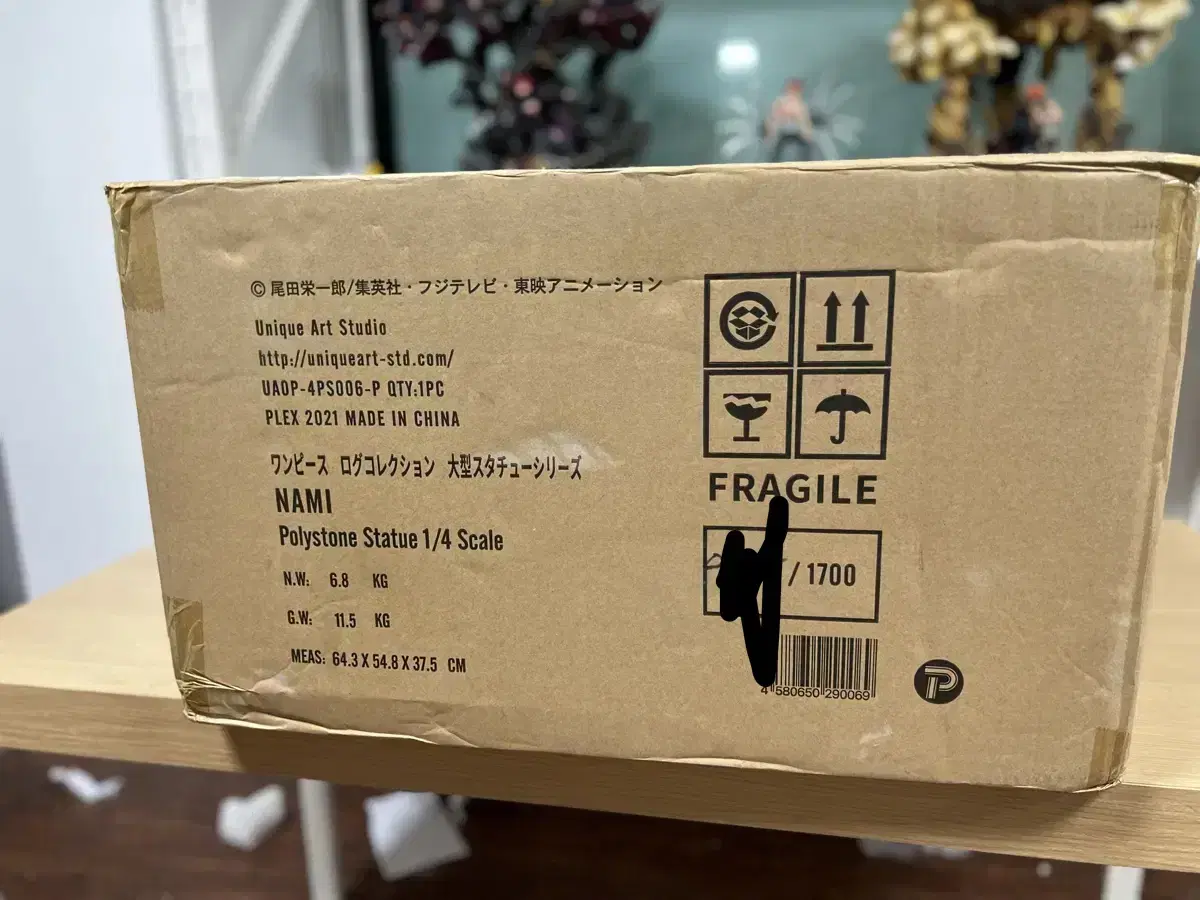 © 尾田栄一郎/集英社・フジテレビ・東映アニメーション
Unique Art Studio
http://uniqueart-std.com/
UAOP-4PS006-P QTY:1PC
PLEX 2021 MADE IN CHINA
ワンピース ログコレクション 大型スタチューシリーズ
NAMI
Polystone Statue 1/4 Scale
N.W: 6.8 KG
G.W: 11.5 KG
MEAS: 64.3 X 54.8 X 37.5 CM
FRAGILE
/ 1700
4 580650 290069
P